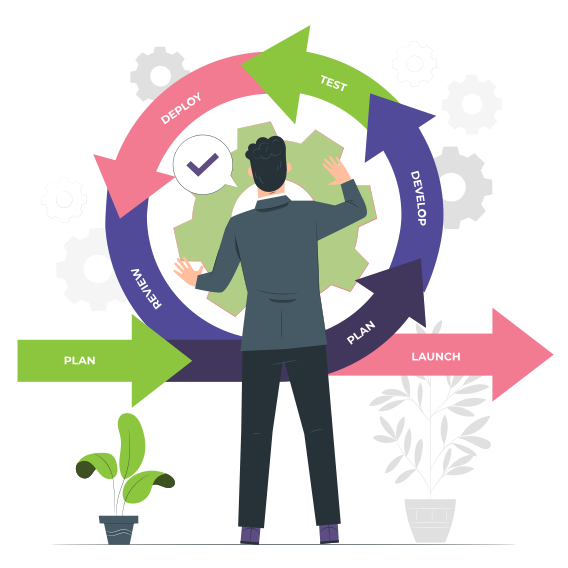 TEST
DEPLOY
DEVELOP
REVIEW
PLAN
PLAN
LAUNCH